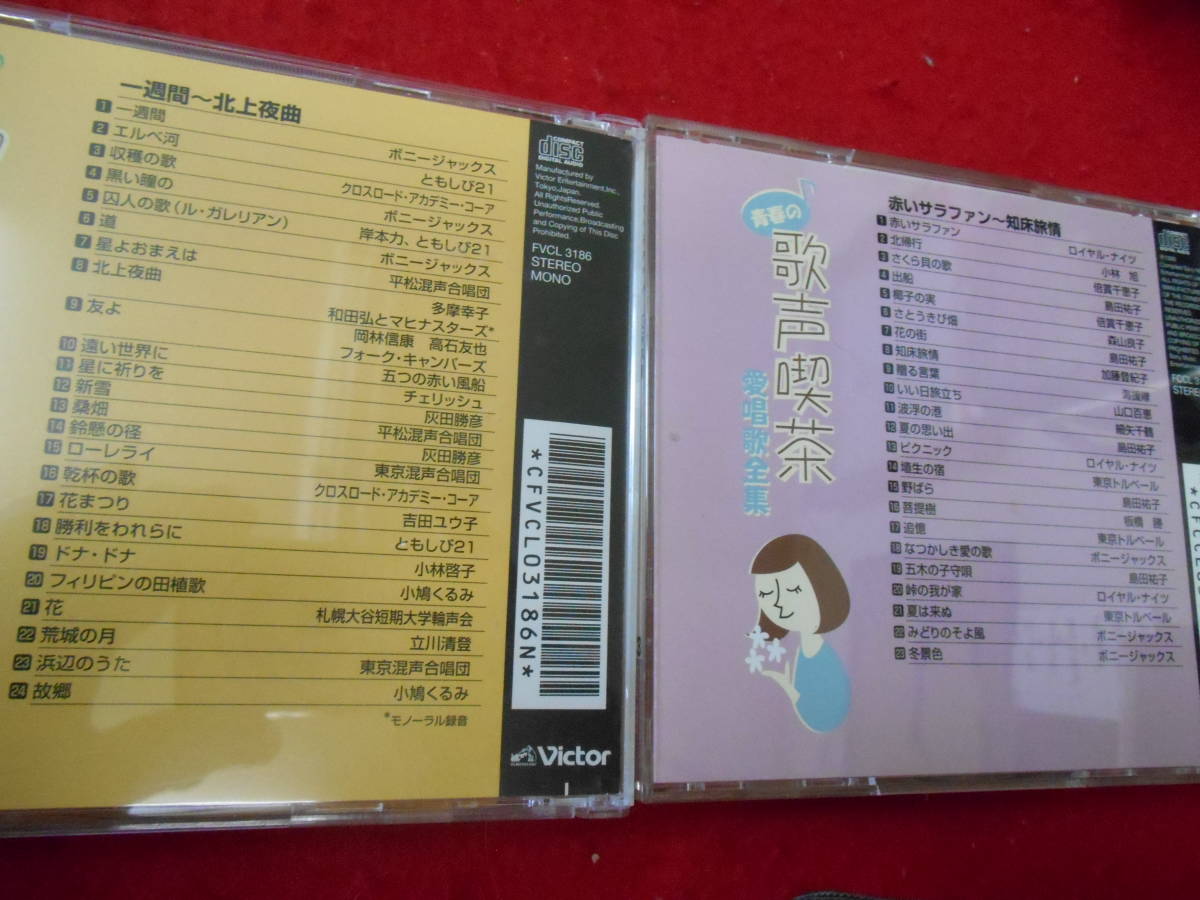 一週間～北上夜曲
1 一週間 ボニージャックス
2 エルベ河 ともしび21
3 収穫の歌 クロスロード・アカデミー・コーア
4 黒い瞳の ボニージャックス
5 囚人の歌(ル・ガレリアン) 岸本力、ともしび21
6 道 ボニージャックス
7 星よおまえは 平松混声合唱団
8 北上夜曲 多摩幸子
和田弘とマヒナスターズ*
9 友よ 岡林信康 高石友也
フォーク・キャンパーズ
10 遠い世界に 五つの赤い風船
11 星に祈りを チェリッシュ
12 新雪 灰田勝彦
13 桑畑 平松混声合唱団
14 鈴懸の径 灰田勝彦
15 ローレライ 東京混声合唱団
16 乾杯の歌 クロスロード・アカデミー・コーア
17 花まつり 吉田ユウ子
18 勝利をわれらに ともしび21
19 ドナ・ドナ 小林啓子
20 フィリピンの田植歌 小鳩くるみ
21 花 札幌大谷短期大学輪声会
22 荒城の月 立川清登
23 浜辺のうた 東京混声合唱団
24 故郷 小鳩くるみ
*モノーラル録音
COMPACT
disc
DIGITAL AUDIO
Manufactured by
Victor Entertainment,Inc.,
Tokyo,Japan.
All RightsReserved.
Unauthorized Public
Performance,Broadcasting
and Copying of This Disc
Prohibited.
FVCL 3186
STEREO
MONO
*CFVCL03186N*
Victor
青春の
歌声喫茶
愛唱歌全集
赤いサラファン～知床旅情
1 赤いサラファン ロイヤル・ナイツ
2 北帰行 小林 旭
3 さくら貝の歌 倍賞千恵子
4 出船 島田祐子
5 椰子の実 倍賞千恵子
6 さとうきび畑 森山良子
7 花の街 島田祐子
8 知床旅情 加藤登紀子
9 贈る言葉
10 いい日旅立ち 山口百恵
11 波浮の港
12 夏の思い出 島田祐子
13 ピクニック ロイヤル・ナイツ
14 埴生の宿 東京トルベール
15 野ばら 島田祐子
16 菩提樹 板橋 勝
17 追憶 東京トルベール
18 なつかしき愛の歌 ボニージャックス
19 五木の子守唄 島田祐子
20 峠の我が家 ロイヤル・ナイツ
21 夏は来ぬ 東京トルベール
22 みどりのそよ風 ボニージャックス
23 冬景色 ボニージャックス
disc